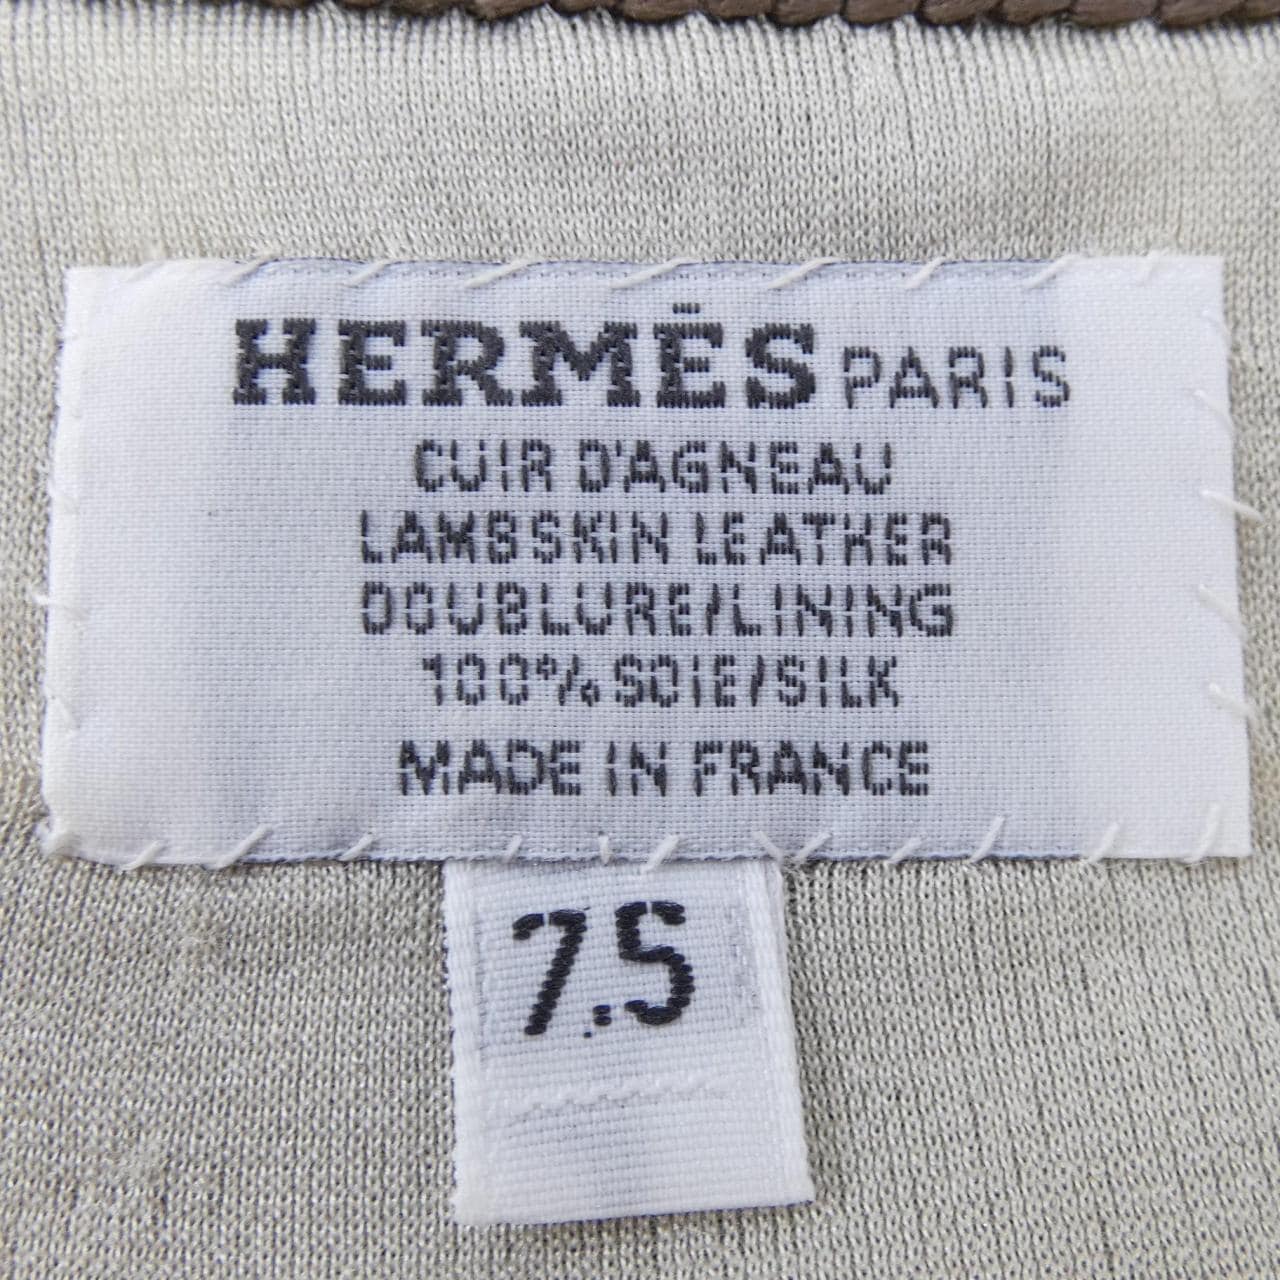 HERMÈS PARIS
CUIR D'AGNEAU
LAMBSKIN LEATHER
DOUBLURE/LINING
100% SOIE/SILK
MADE IN FRANCE
7.5